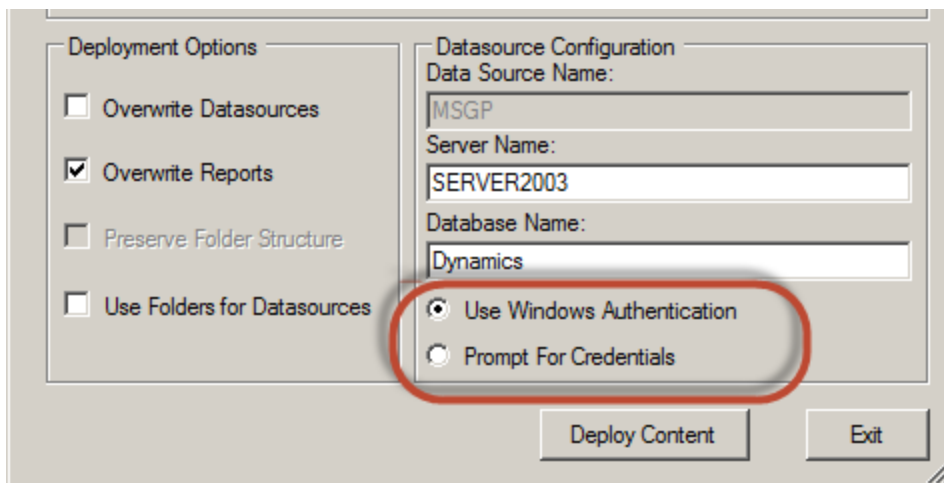 Deployment Options
Overwrite Datasources
Overwrite Reports
Preserve Folder Structure
Use Folders for Datasources
Datasource Configuration
Data Source Name:
MSGP
Server Name:
SERVER2003
Database Name:
Dynamics
Use Windows Authentication
Prompt For Credentials
Deploy Content
Exit